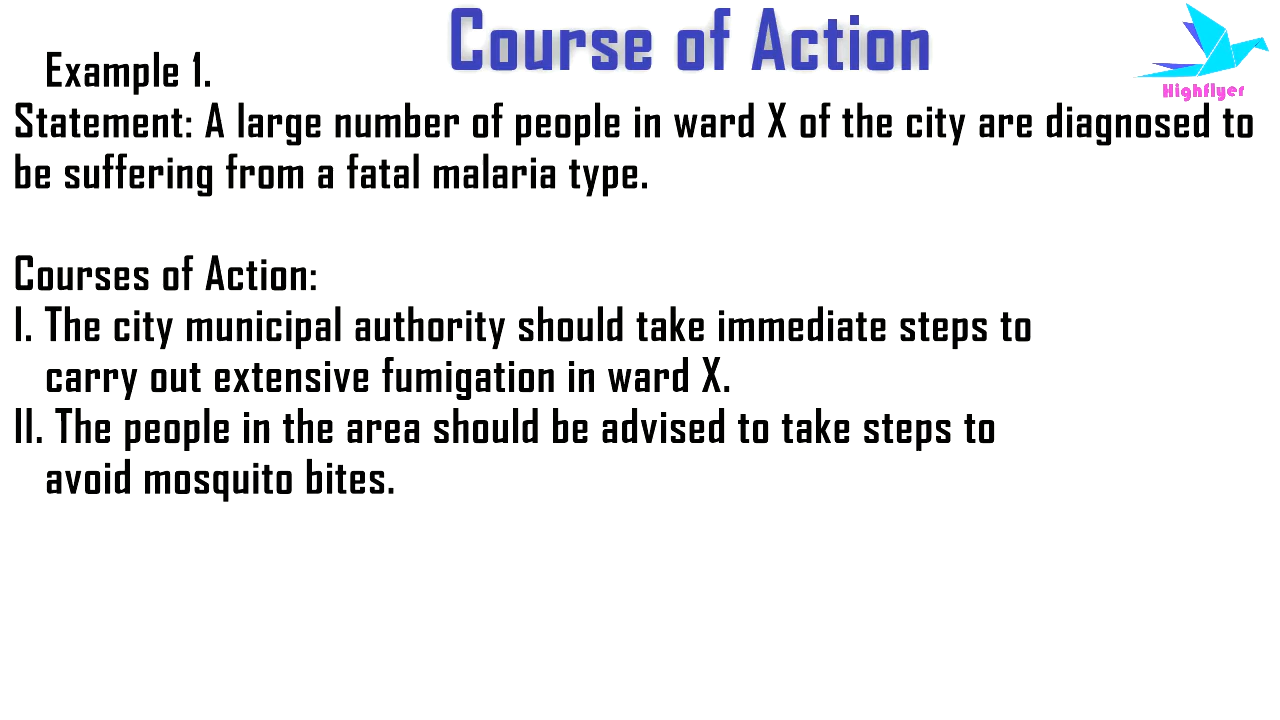 Course of Action
Highflyer
Example 1.
Statement: A large number of people in ward X of the city are diagnosed to
be suffering from a fatal malaria type.
Courses of Action:
I. The city municipal authority should take immediate steps to
carry out extensive fumigation in ward X.
II. The people in the area should be advised to take steps to
avoid mosquito bites.